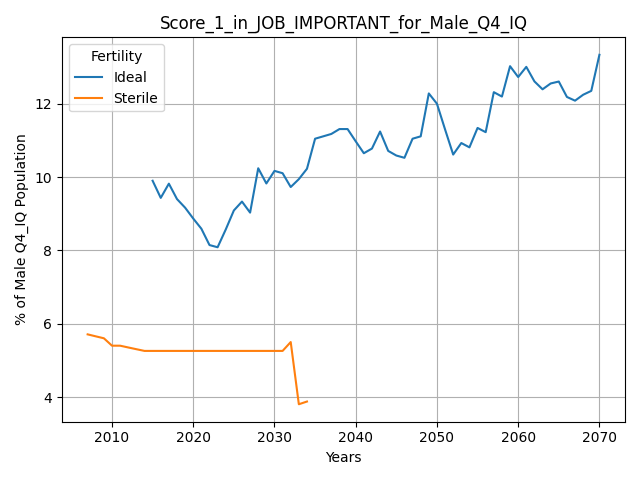 Score_1_in_JOB_IMPORTANT_for_Male_Q4_IQ
Fertility
Ideal
Sterile
% of Male Q4_IQ Population
12
10
8
6
4
2010 2020 2030 2040 2050 2060 2070
Years